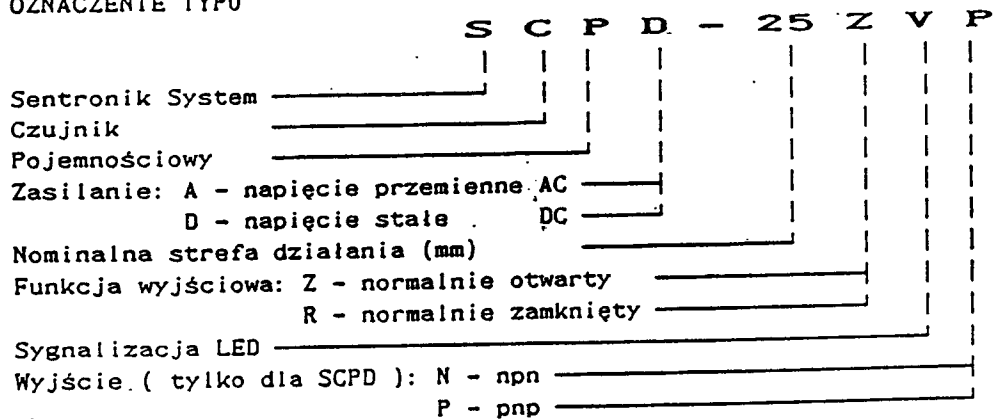 OZNACZENIE TYPU
S C P D - 25 Z V P
Sentronik System
Czujnik
Pojemnościowy
Zasilanie: A - napięcie przemienne AC
D - napięcie stałe DC
Nominalna strefa działania (mm)
Funkcja wyjściowa: Z - normalnie otwarty
R - normalnie zamknięty
Sygnalizacja LED
Wyjście ( tylko dla SCPD ): N - npn
P - pnp